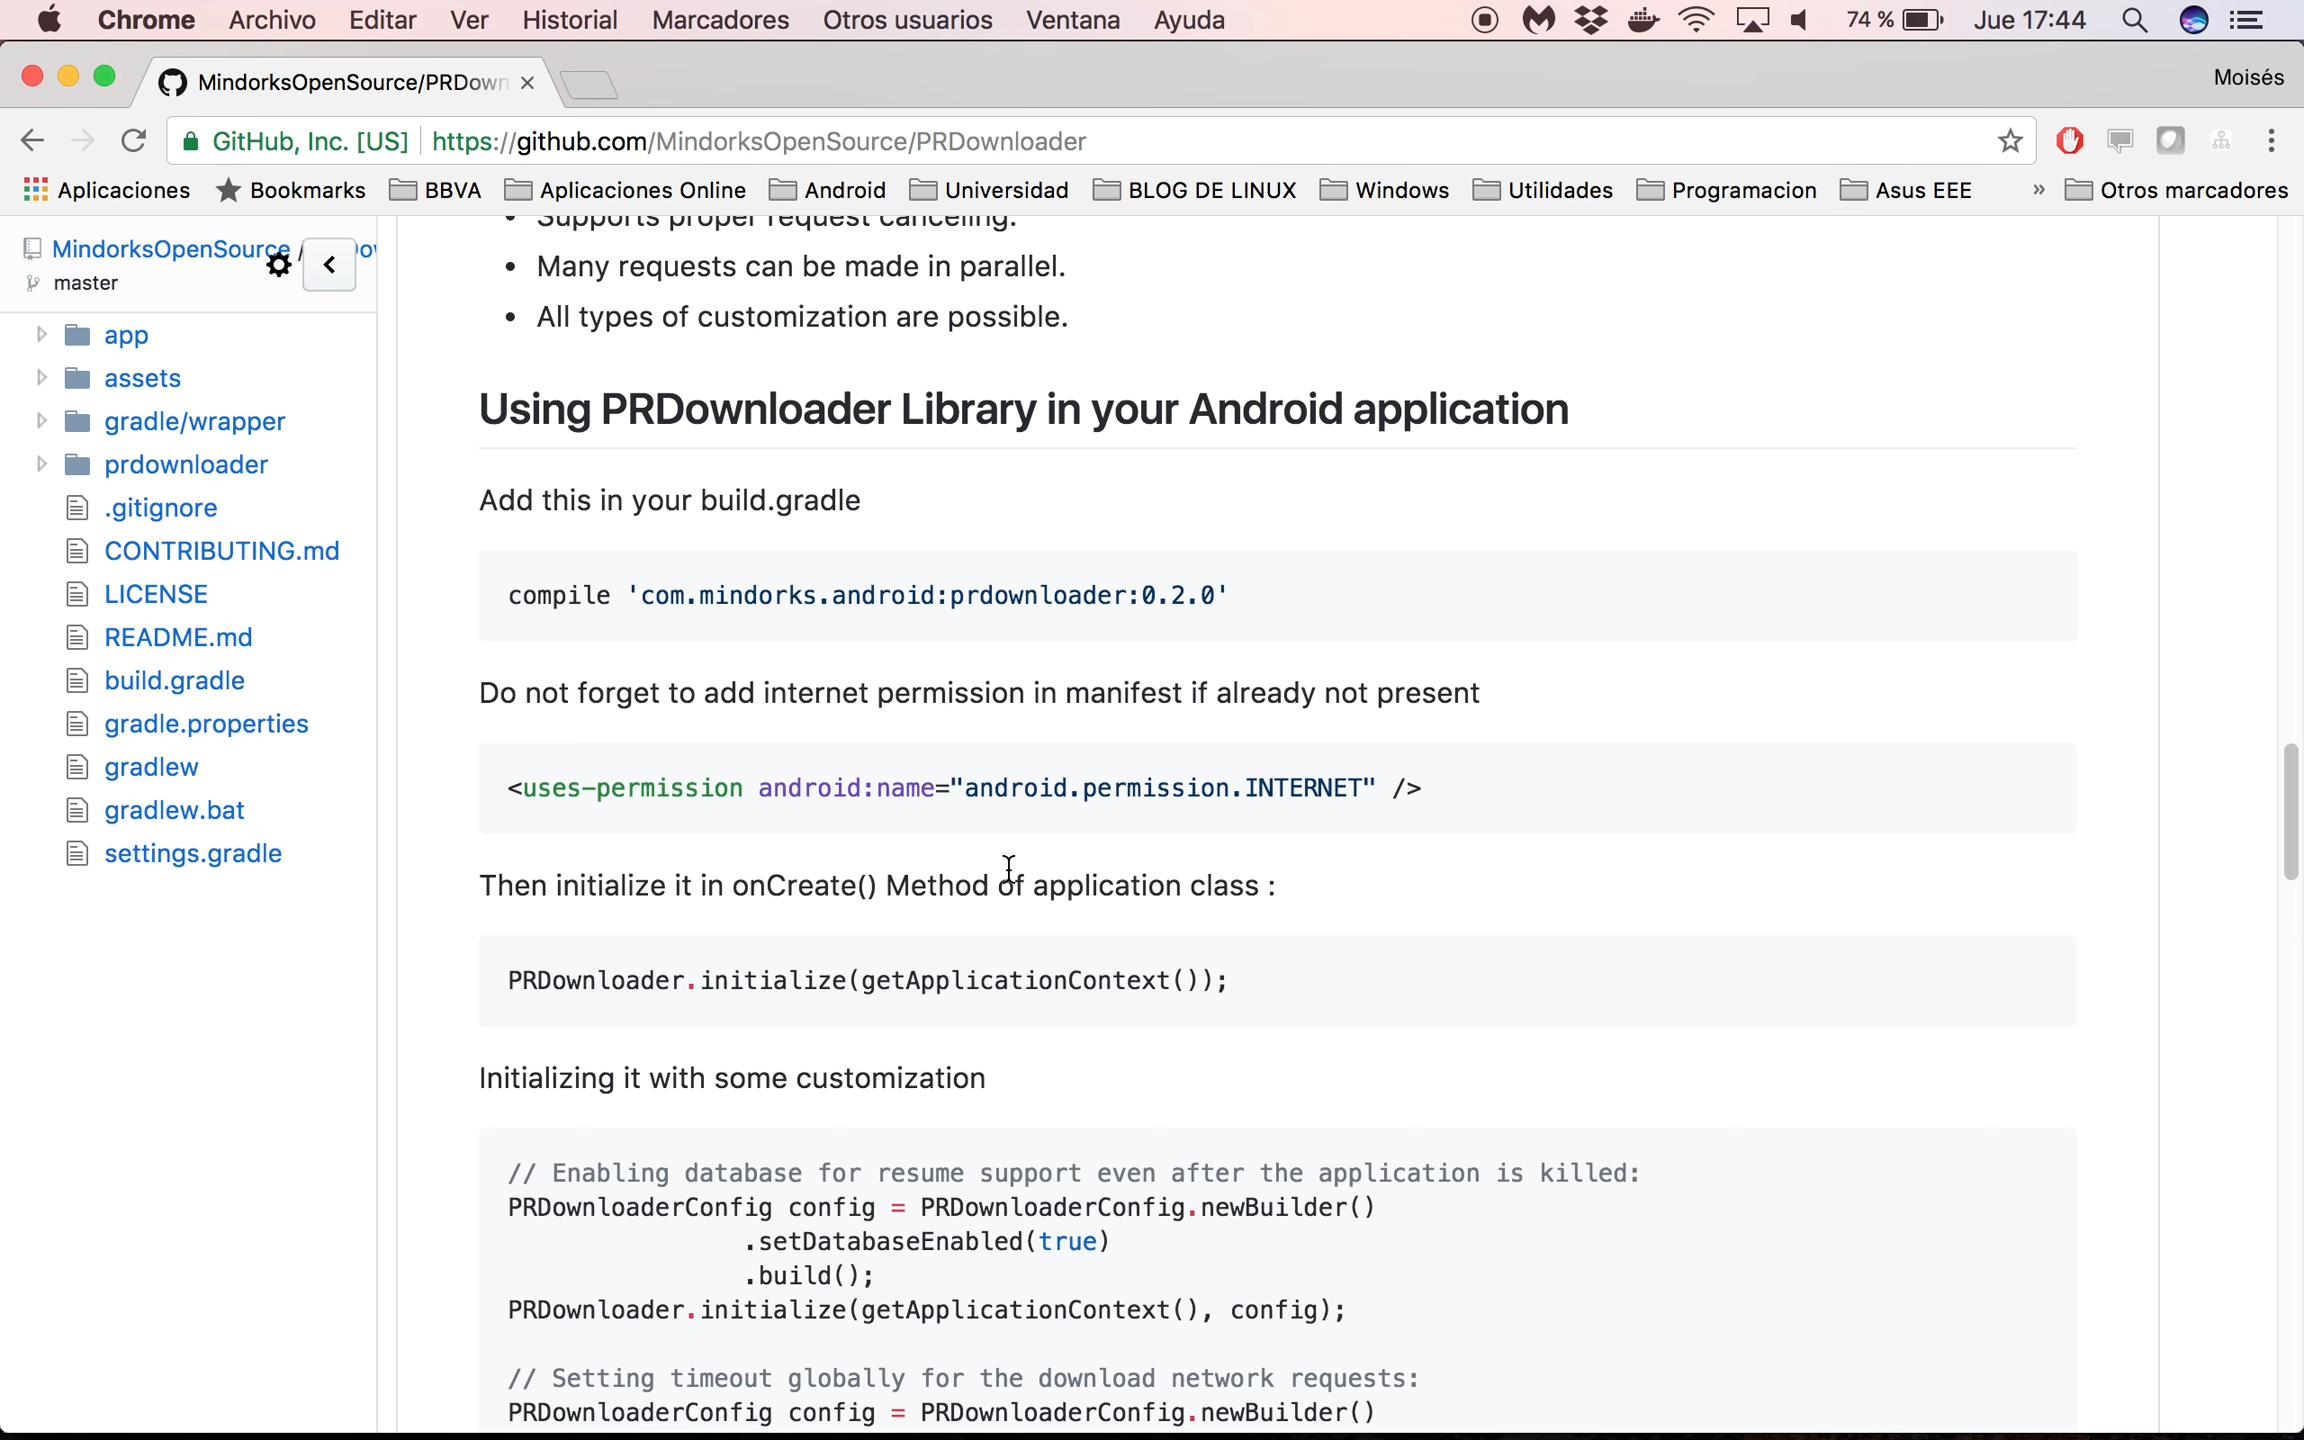 Chrome Archivo Editar Ver Historial Marcadores Otros usuarios Ventana Ayuda 74 % Jue 17:44
MindorksOpenSource/PRDown Moisés
GitHub, Inc. [US] https://github.com/MindorksOpenSource/PRDownloader
Aplicaciones Bookmarks BBVA Aplicaciones Online Android Universidad BLOG DE LINUX Windows Utilidades Programacion Asus EEE » Otros marcadores
MindorksOpenSource /
master
app
assets
gradle/wrapper
prdownloader
.gitignore
CONTRIBUTING.md
LICENSE
README.md
build.gradle
gradle.properties
gradlew
gradlew.bat
settings.gradle
• Supports proper request canceling.
• Many requests can be made in parallel.
• All types of customization are possible.
Using PRDownloader Library in your Android application
Add this in your build.gradle
compile 'com.mindorks.android:prdownloader:0.2.0'
Do not forget to add internet permission in manifest if already not present
<uses-permission android:name="android.permission.INTERNET" />
Then initialize it in onCreate() Method of application class :
PRDownloader.initialize(getApplicationContext());
Initializing it with some customization
// Enabling database for resume support even after the application is killed:
PRDownloaderConfig config = PRDownloaderConfig.newBuilder()
.setDatabaseEnabled(true)
.build();
PRDownloader.initialize(getApplicationContext(), config);
// Setting timeout globally for the download network requests:
PRDownloaderConfig config = PRDownloaderConfig.newBuilder()